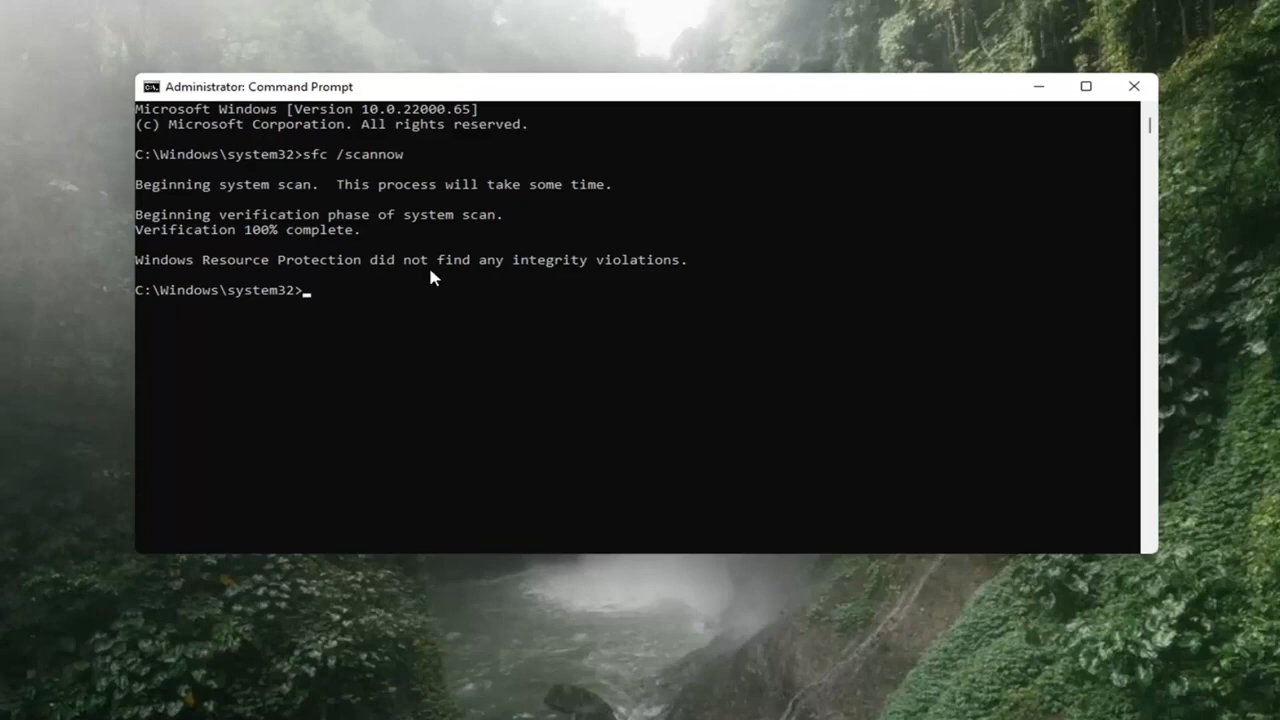 Administrator: Command Prompt
Microsoft Windows [Version 10.0.22000.65]
(c) Microsoft Corporation. All rights reserved.
C:\Windows\system32>sfc /scannow
Beginning system scan.  This process will take some time.
Beginning verification phase of system scan.
Verification 100% complete.
Windows Resource Protection did not find any integrity violations.
C:\Windows\system32>